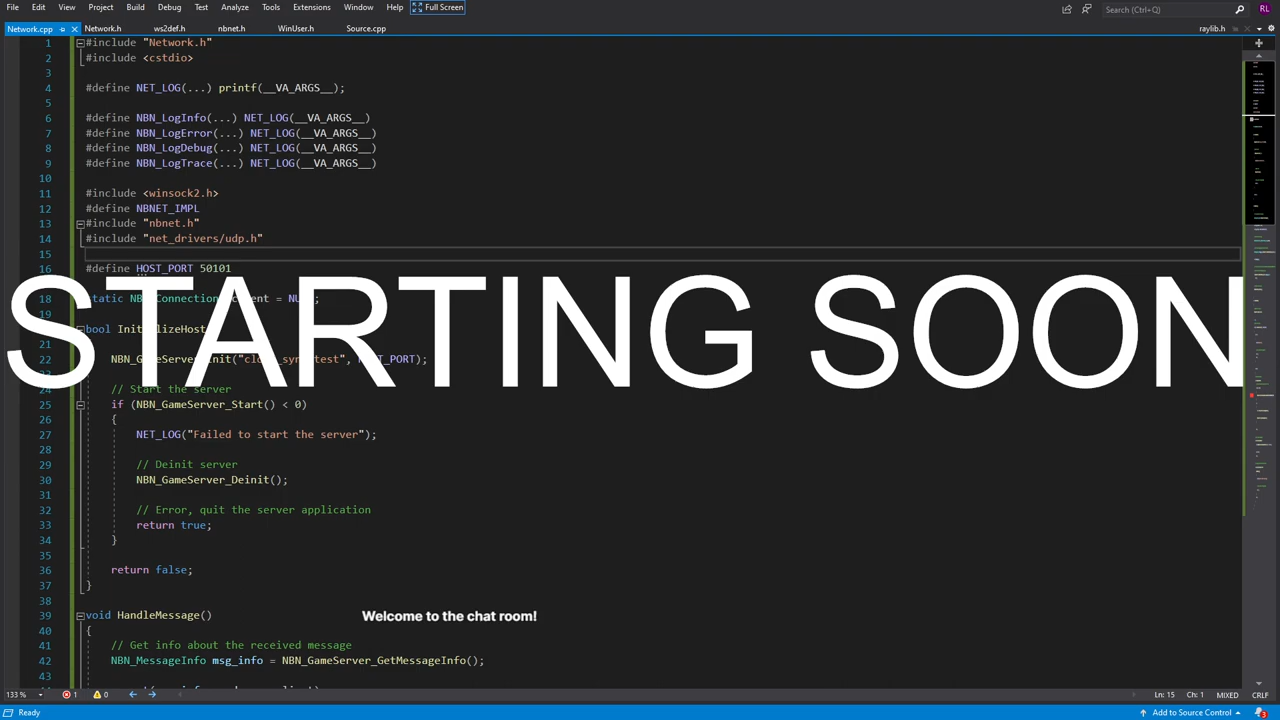 File Edit View Project Build Debug Test Analyze Tools Extensions Window Help Full Screen Search (Ctrl+Q) RL
Network.cpp Network.h ws2def.h nbnet.h WinUser.h Source.cpp raylib.h
1 #include "Network.h"
2 #include <cstdio>
3
4 #define NET_LOG(...) printf(__VA_ARGS__);
5
6 #define NBN_LogInfo(...) NET_LOG(__VA_ARGS__)
7 #define NBN_LogError(...) NET_LOG(__VA_ARGS__)
8 #define NBN_LogDebug(...) NET_LOG(__VA_ARGS__)
9 #define NBN_LogTrace(...) NET_LOG(__VA_ARGS__)
10
11 #include <winsock2.h>
12 #define NBNET_IMPL
13 #include "nbnet.h"
14 #include "net_drivers/udp.h"
15
16 #define HOST_PORT 50101
STARTING SOON
18 static
19
bool
21
22
// Start the server
25 if (NBN_GameServer_Start() < 0)
26 {
27 NET_LOG("Failed to start the server");
28
29 // Deinit server
30 NBN_GameServer_Deinit();
31
32 // Error, quit the server application
33 return true;
34 }
35
36 return false;
37 }
38
39 void HandleMessage()
Welcome to the chat room!
40 {
41 // Get info about the received message
42 NBN_MessageInfo msg_info = NBN_GameServer_GetMessageInfo();
43
133 % 1 0 Ln: 15 Ch: 1 MIXED CRLF
Ready Add to Source Control 3